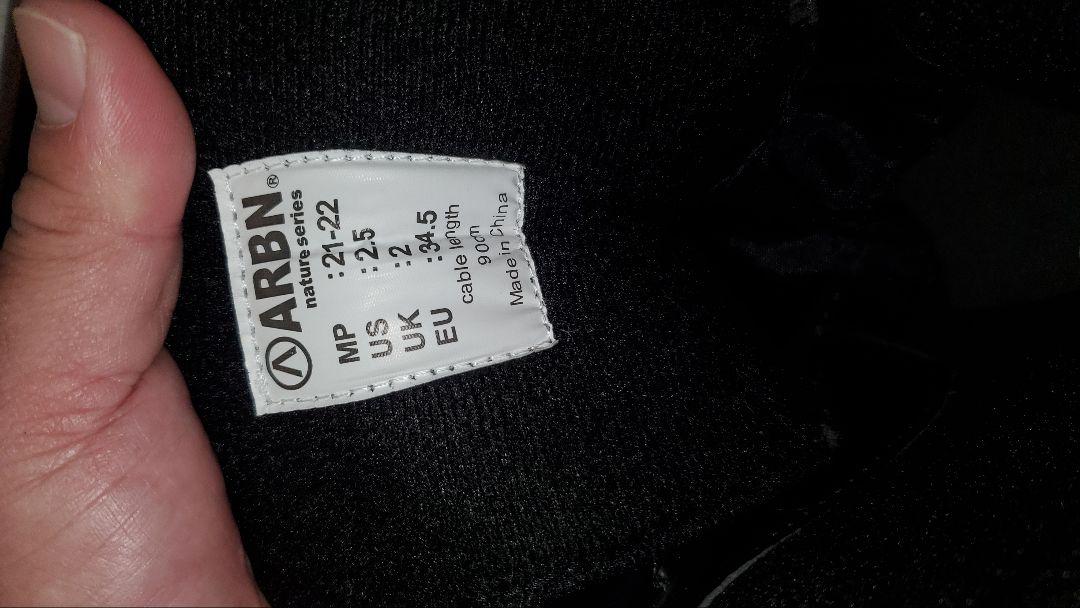 ARBN®
nature series
MP :21-22
US :2.5
UK :2
EU :34.5
cable length
90cm
Made in China